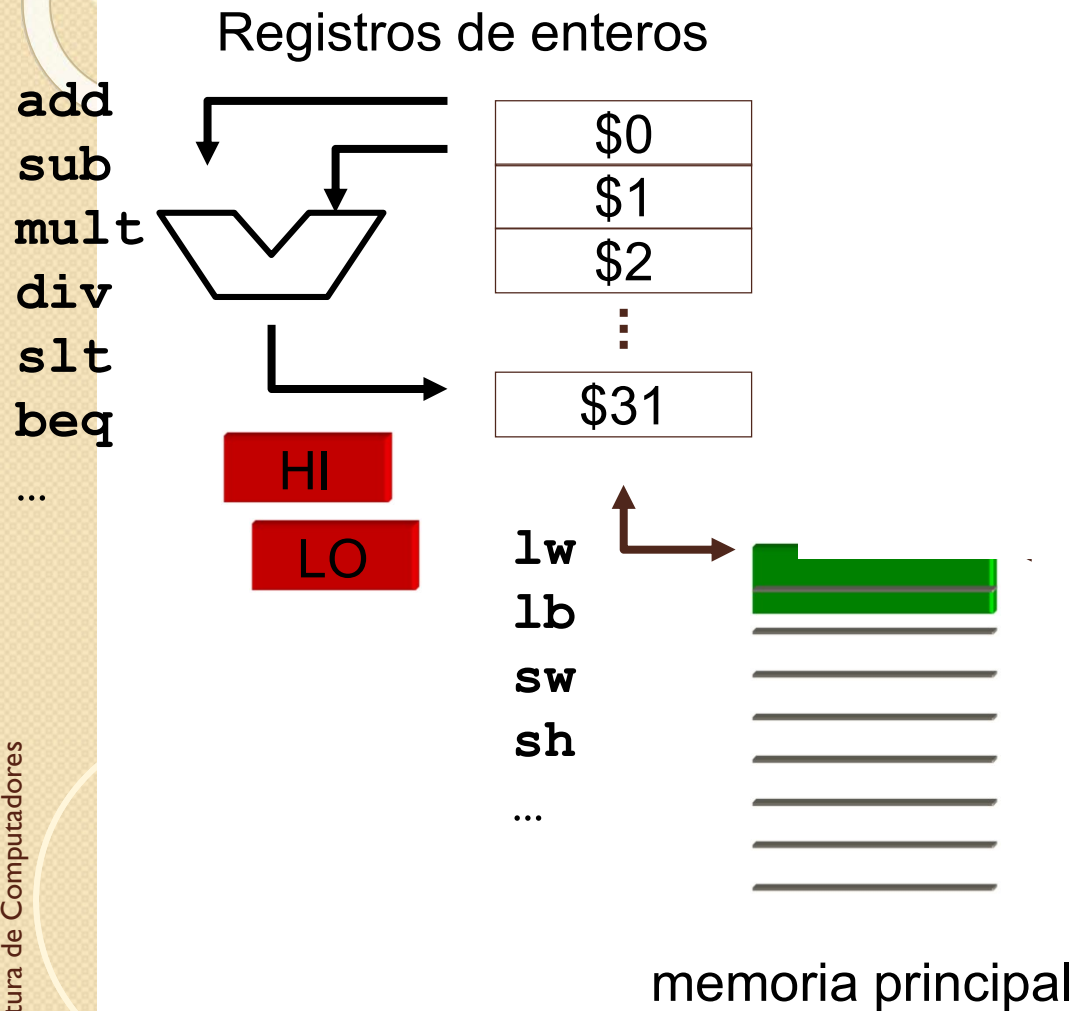 Registros de enteros
add
sub
mult
div
slt
beq
...
$0
$1
$2
$31
HI
LO
lw
lb
sw
sh
...
memoria principal
tura de Computadores